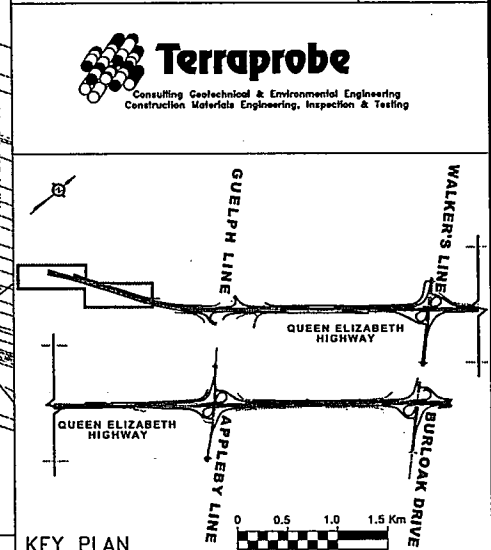 Terraprobe
Consulting Geotechnical & Environmental Engineering
Construction Materials Engineering, Inspection & Testing
GUELPH LINE
WALKER'S LINE
QUEEN ELIZABETH
HIGHWAY
QUEEN ELIZABETH
HIGHWAY
APPLEBY LINE
BURLOAK DRIVE
0 0.5 1.0 1.5 Km
KEY PLAN